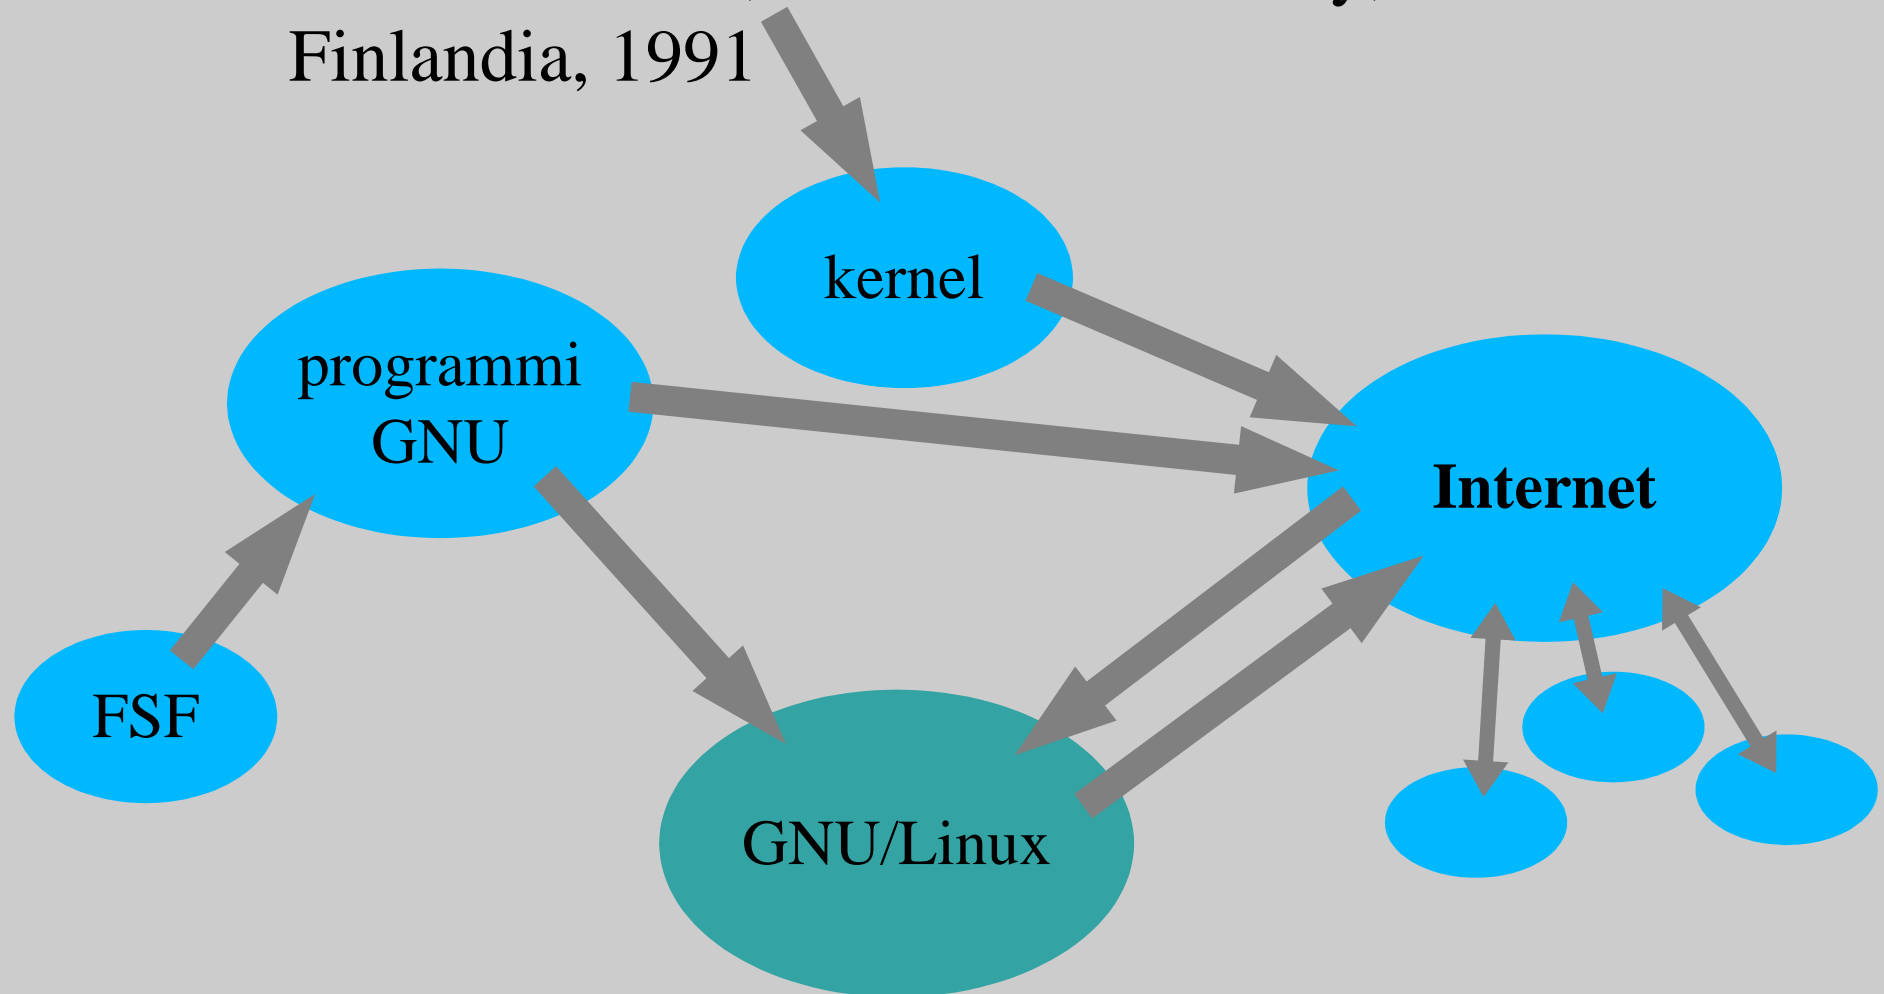 Finlandia, 1991
kernel
programmi
GNU
Internet
FSF
GNU/Linux